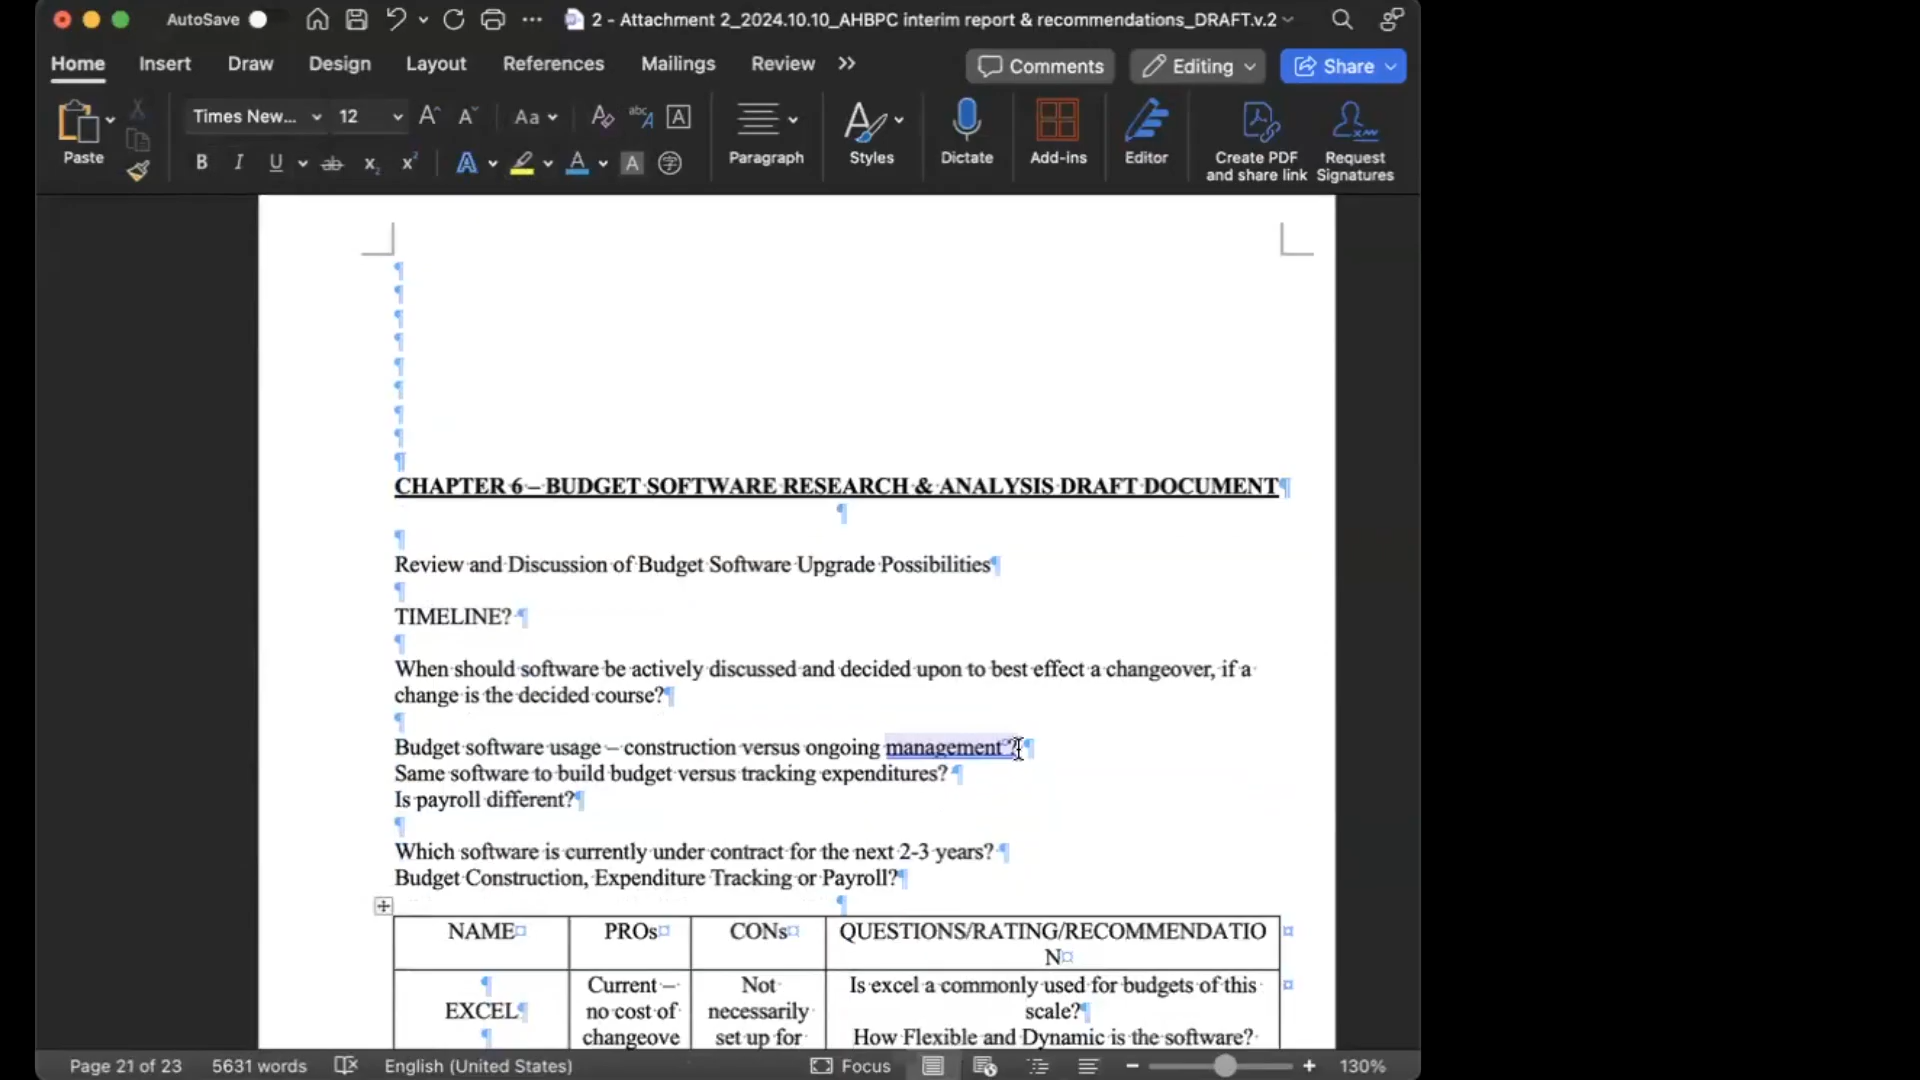 AutoSave
2 - Attachment 2_2024.10.10_AHBPC interim report & recommendations_DRAFT.v.2
Home Insert Draw Design Layout References Mailings Review
Comments Editing Share
Times New... 12
Aa
Paste
B I U ab x₂ x²
abc
A
Paragraph
Styles
Dictate
Add-ins
Editor
Create PDF and share link
Request Signatures
CHAPTER 6 – BUDGET SOFTWARE RESEARCH & ANALYSIS DRAFT DOCUMENT
Review and Discussion of Budget Software Upgrade Possibilities
TIMELINE?
When should software be actively discussed and decided upon to best effect a changeover, if a
change is the decided course?
Budget software usage – construction versus ongoing management ?
Same software to build budget versus tracking expenditures?
Is payroll different?
Which software is currently under contract for the next 2-3 years?
Budget Construction, Expenditure Tracking or Payroll?
NAME PROs CONs QUESTIONS/RATING/RECOMMENDATIO
N
EXCEL
Current –
no cost of
changeove
Not
necessarily
set up for
Is excel a commonly used for budgets of this
scale?
How Flexible and Dynamic is the software?
Page 21 of 23 5631 words English (United States) Focus 130%